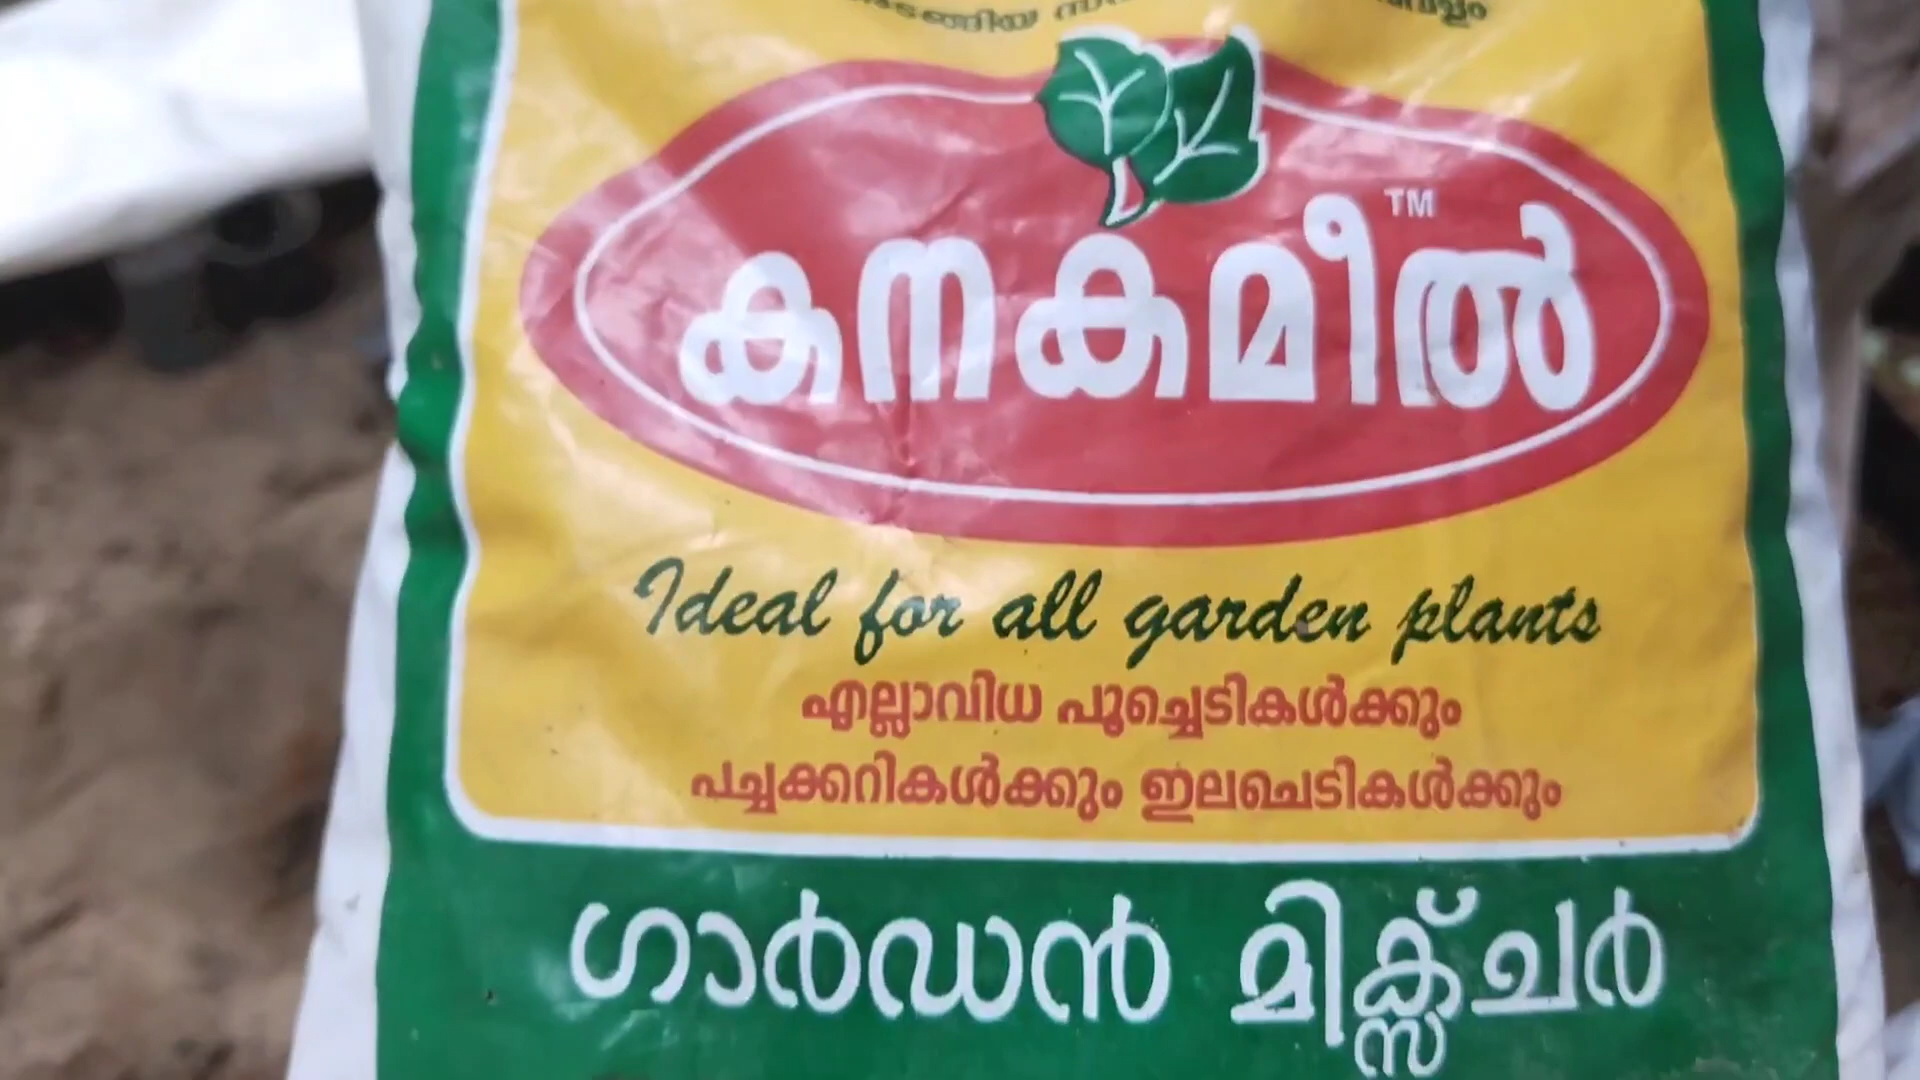 കനകമീൽ TM
Ideal for all garden plants
എല്ലാവിധ പൂച്ചെടികൾക്കും
പച്ചക്കറികൾക്കും ഇലചെടികൾക്കും
ഗാർഡൻ മിക്സ്ചർ